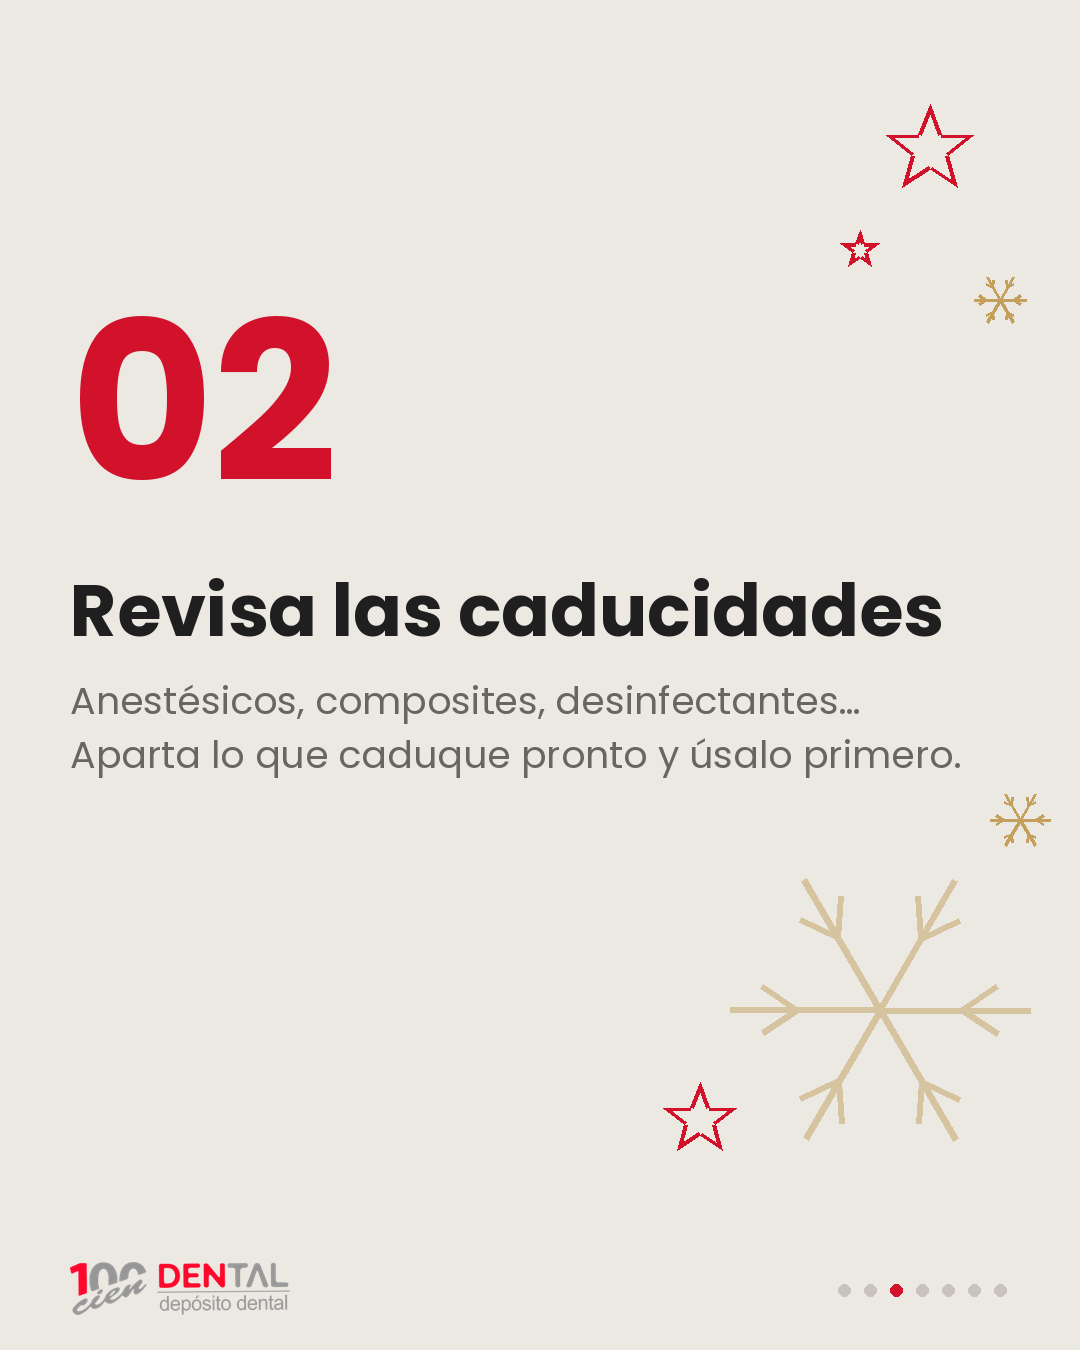 02
Revisa las caducidades
Anestésicos, composites, desinfectantes…
Aparta lo que caduque pronto y úsalo primero.
100 DENTAL
cien
depósito dental